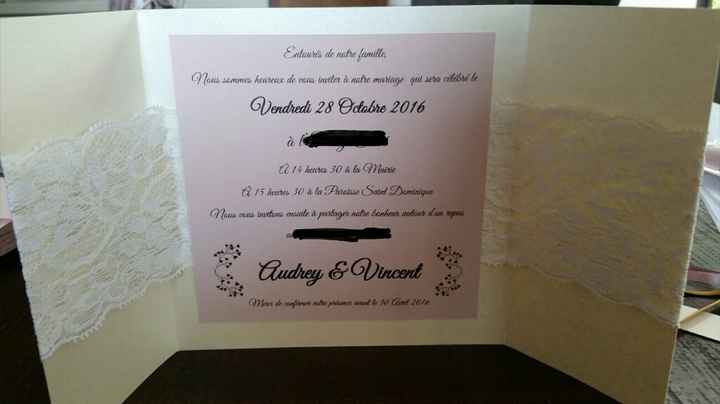 Entourés de notre famille,
Nous sommes heureux de vous inviter à notre mariage qui sera célébré le
Vendredi 28 Octobre 2016
à
À 14 heures 30 à la Mairie
À 15 heures 30 à la Paroisse Saint Dominique
Nous vous invitons ensuite à partager notre bonheur autour d'un repas
Audrey & Vincent
Merci de confirmer votre présence avant le 30 Août 2016